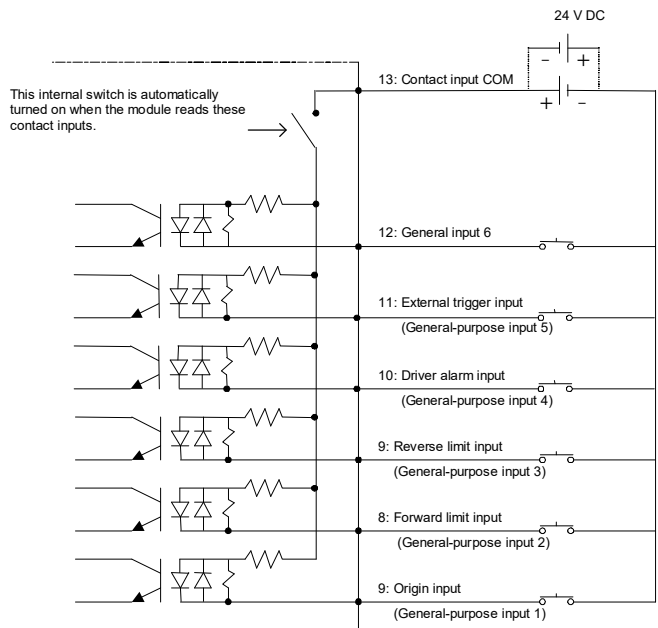 24 V DC
- +
13: Contact input COM
+ -
This internal switch is automatically
turned on when the module reads these
contact inputs.
12: General input 6
11: External trigger input
(General-purpose input 5)
10: Driver alarm input
(General-purpose input 4)
9: Reverse limit input
(General-purpose input 3)
8: Forward limit input
(General-purpose input 2)
9: Origin input
(General-purpose input 1)